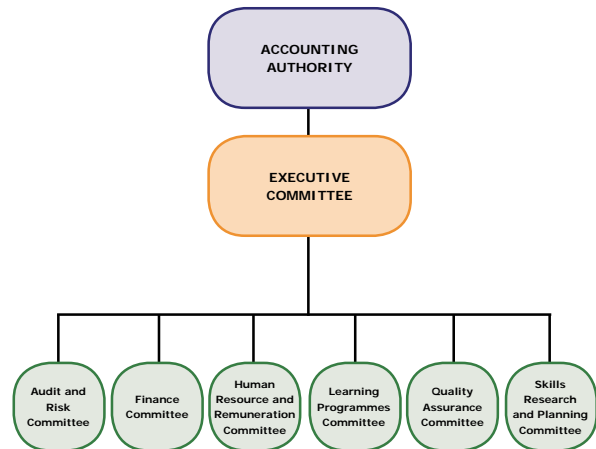 ACCOUNTING
AUTHORITY
EXECUTIVE
COMMITTEE
Audit and
Risk
Committee
Finance
Committee
Human
Resource and
Remuneration
Committee
Learning
Programmes
Committee
Quality
Assurance
Committee
Skills
Research
and Planning
Committee